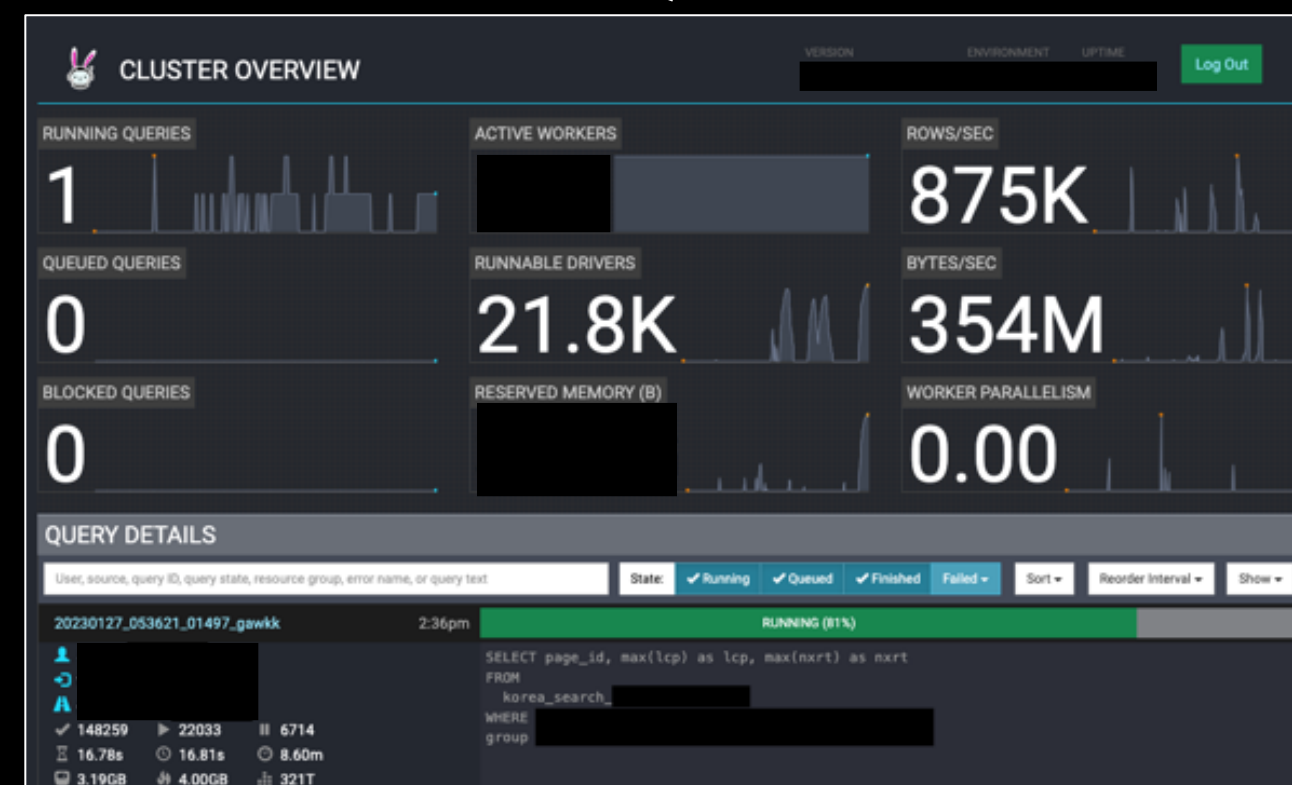 CLUSTER OVERVIEW
VERSION ENVIRONMENT UPTIME
Log Out
RUNNING QUERIES
1
ACTIVE WORKERS
ROWS/SEC
875K
QUEUED QUERIES
0
RUNNABLE DRIVERS
21.8K
BYTES/SEC
354M
BLOCKED QUERIES
0
RESERVED MEMORY (B)
WORKER PARALLELISM
0.00
QUERY DETAILS
User, source, query ID, query state, resource group, error name, or query text
State: Running Queued Finished Failed Sort Reorder Interval Show
20230127_053621_01497_gawkk 2:36pm
RUNNING (81%)
148259 22033 6714
16.78s 16.81s 8.60m
3.19GB 4.00GB 321T
SELECT page_id, max(lcp) as lcp, max(nxrt) as nxrt
FROM
korea_search_
WHERE
group